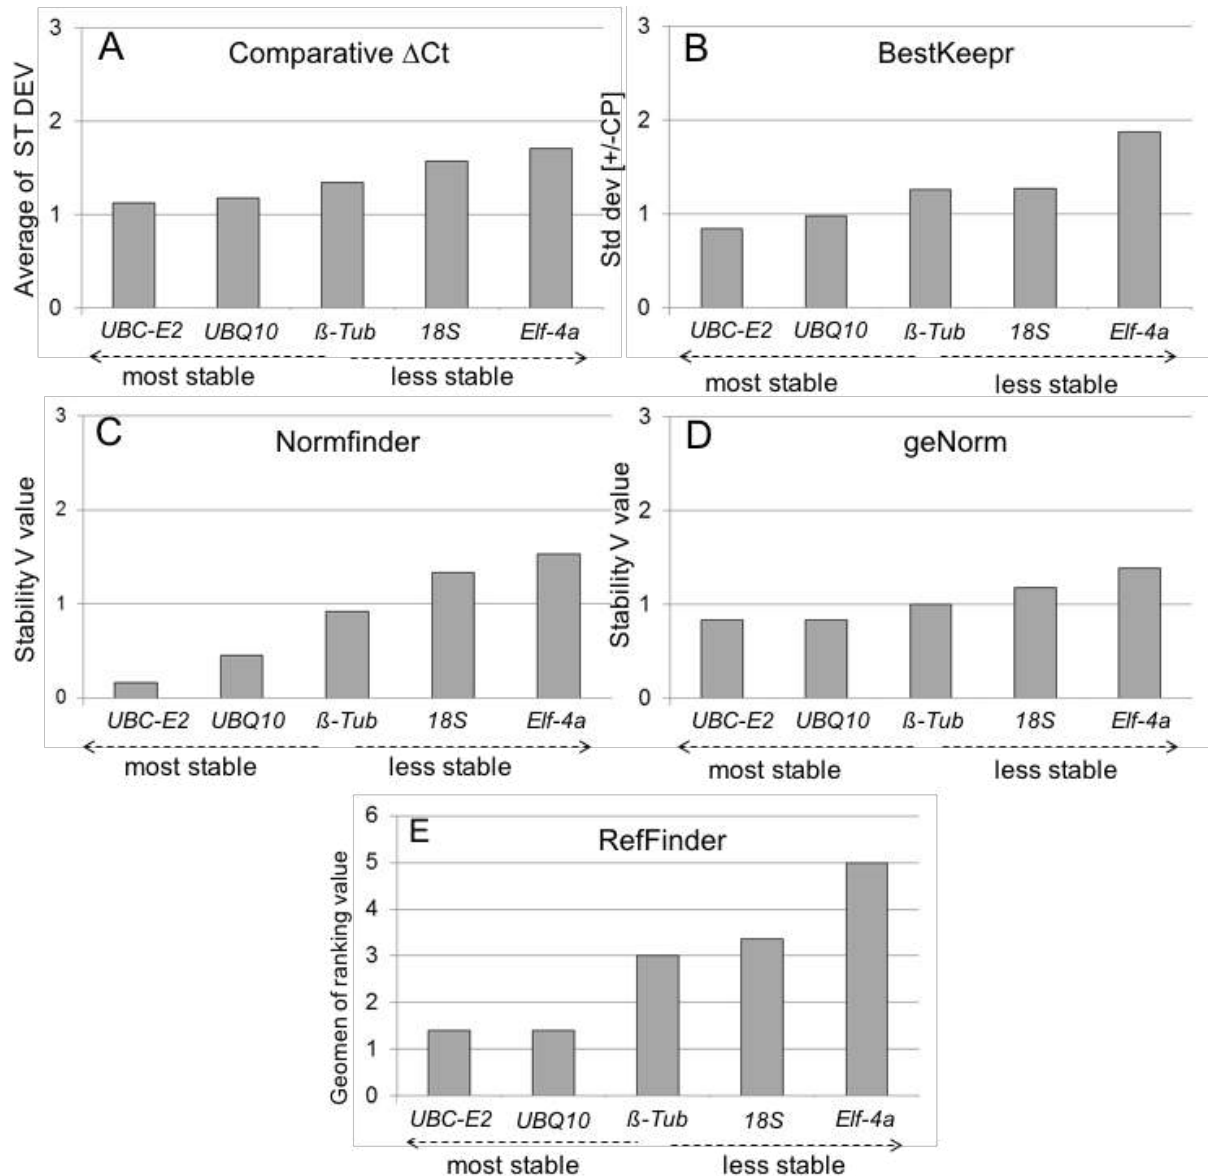 A
Comparative ΔCt
Average of ST DEV
3
2
1
0
UBC-E2 UBQ10 ß-Tub 18S Elf-4a
most stable less stable
B
BestKeepr
Std dev [+/-CP]
3
2
1
0
UBC-E2 UBQ10 ß-Tub 18S Elf-4a
most stable less stable
C
Normfinder
Stability V value
3
2
1
0
UBC-E2 UBQ10 ß-Tub 18S Elf-4a
most stable less stable
D
geNorm
Stability V value
3
2
1
0
UBC-E2 UBQ10 ß-Tub 18S Elf-4a
most stable less stable
E
RefFinder
Geomen of ranking value
6
5
4
3
2
1
0
UBC-E2 UBQ10 ß-Tub 18S Elf-4a
most stable less stable